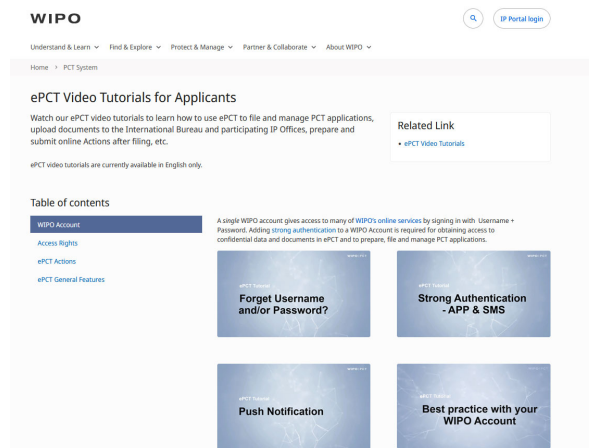 WIPO
IP Portal login
Understand & Learn
Find & Explore
Protect & Manage
Partner & Collaborate
About WIPO
Home > PCT System
ePCT Video Tutorials for Applicants
Watch our ePCT video tutorials to learn how to use ePCT to file and manage PCT applications,
upload documents to the International Bureau and participating IP Offices, prepare and
submit online Actions after filing, etc.
ePCT video tutorials are currently available in English only.
Related Link
• ePCT Video Tutorials
Table of contents
WIPO Account
Access Rights
ePCT Actions
ePCT General Features
A single WIPO account gives access to many of WIPO's online services by signing in with Username +
Password. Adding strong authentication to a WIPO Account is required for obtaining access to
confidential data and documents in ePCT and to prepare, file and manage PCT applications.
ePCT Tutorial
Forget Username
and/or Password?
ePCT Tutorial
Strong Authentication
- APP & SMS
ePCT Tutorial
Push Notification
ePCT Tutorial
Best practice with your
WIPO Account